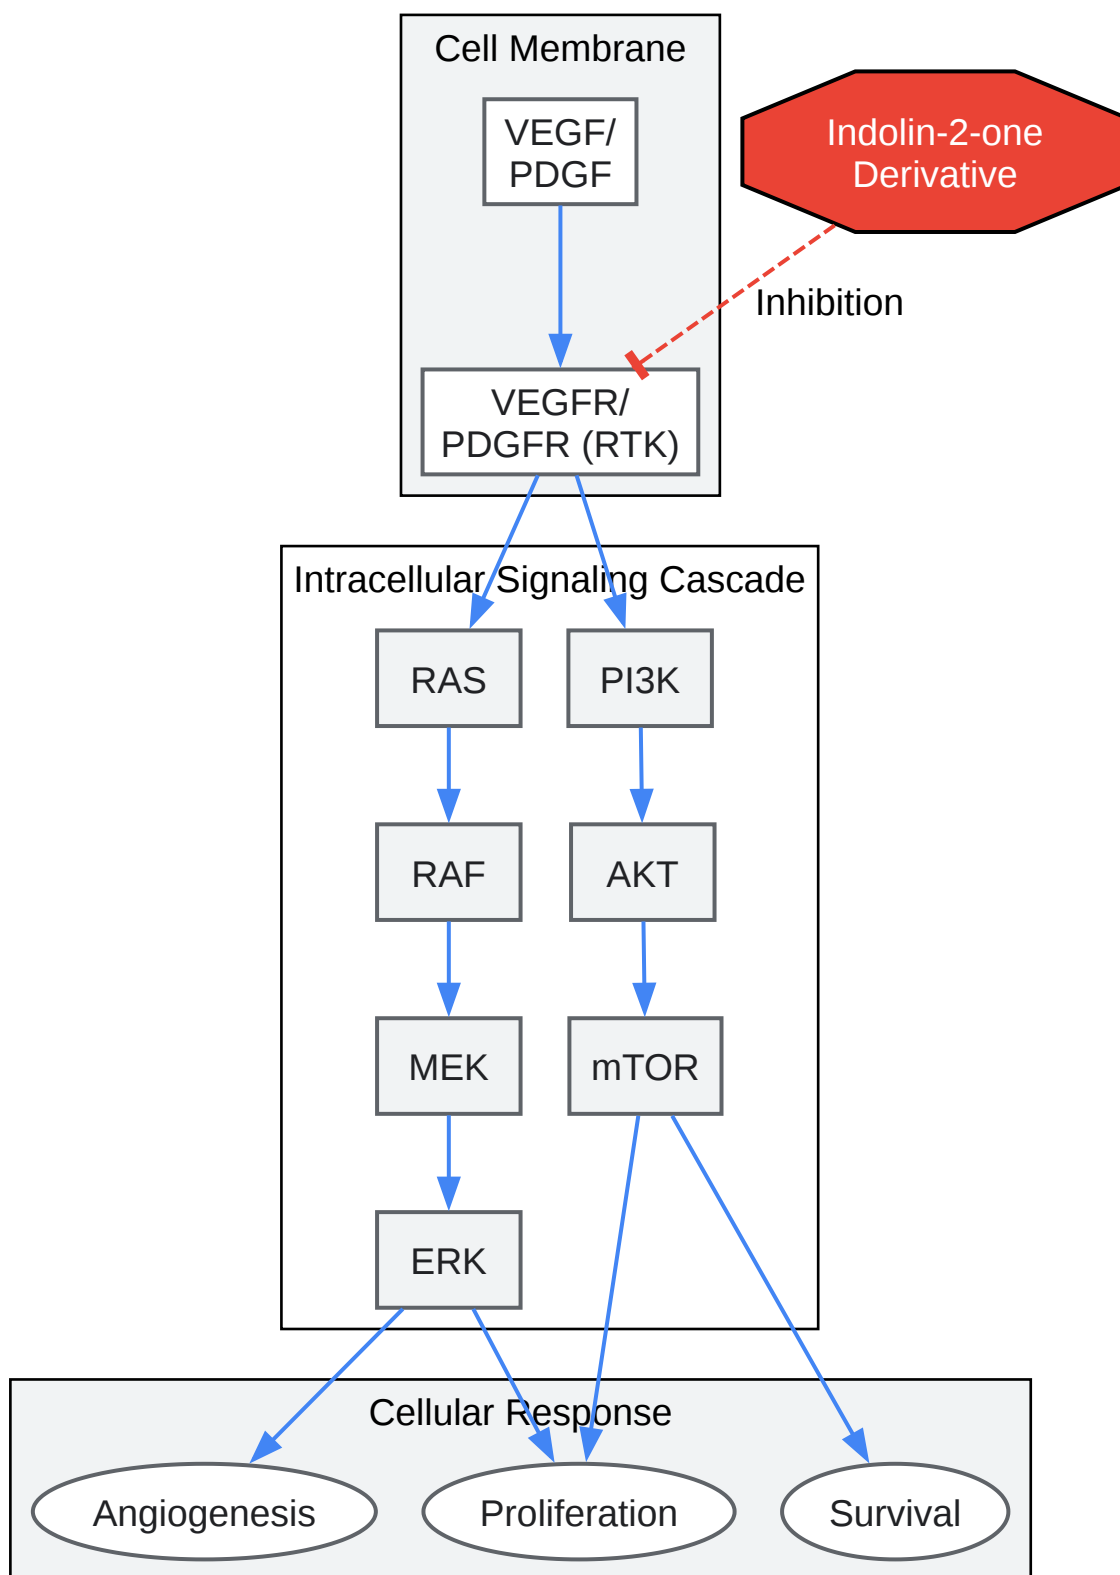 Cell Membrane
VEGF/
PDGF
Indolin-2-one
Derivative
Inhibition
VEGFR/
PDGFR (RTK)
Intracellular Signaling Cascade
RAS
PI3K
RAF
AKT
MEK
mTOR
ERK
Cellular Response
Angiogenesis
Proliferation
Survival